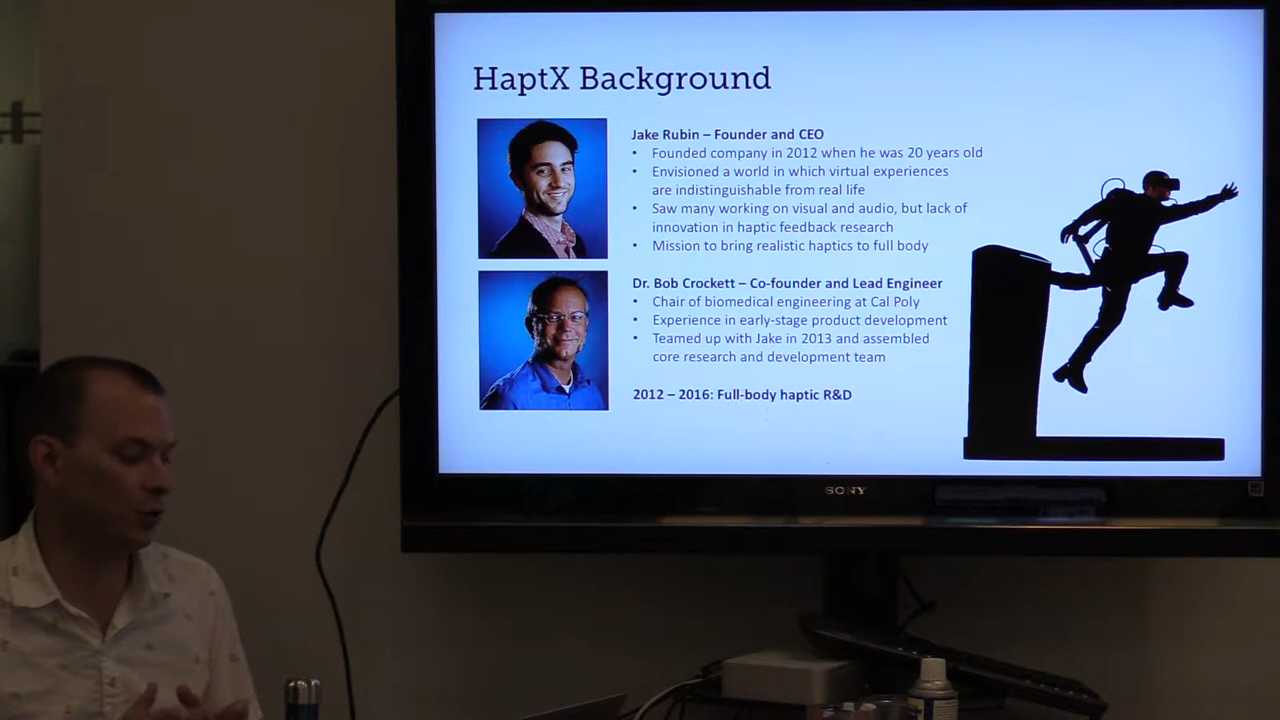 HaptX Background
Jake Rubin – Founder and CEO
• Founded company in 2012 when he was 20 years old
• Envisioned a world in which virtual experiences
are indistinguishable from real life
• Saw many working on visual and audio, but lack of
innovation in haptic feedback research
• Mission to bring realistic haptics to full body
Dr. Bob Crockett – Co-founder and Lead Engineer
• Chair of biomedical engineering at Cal Poly
• Experience in early-stage product development
• Teamed up with Jake in 2013 and assembled
core research and development team
2012 – 2016: Full-body haptic R&D
SONY